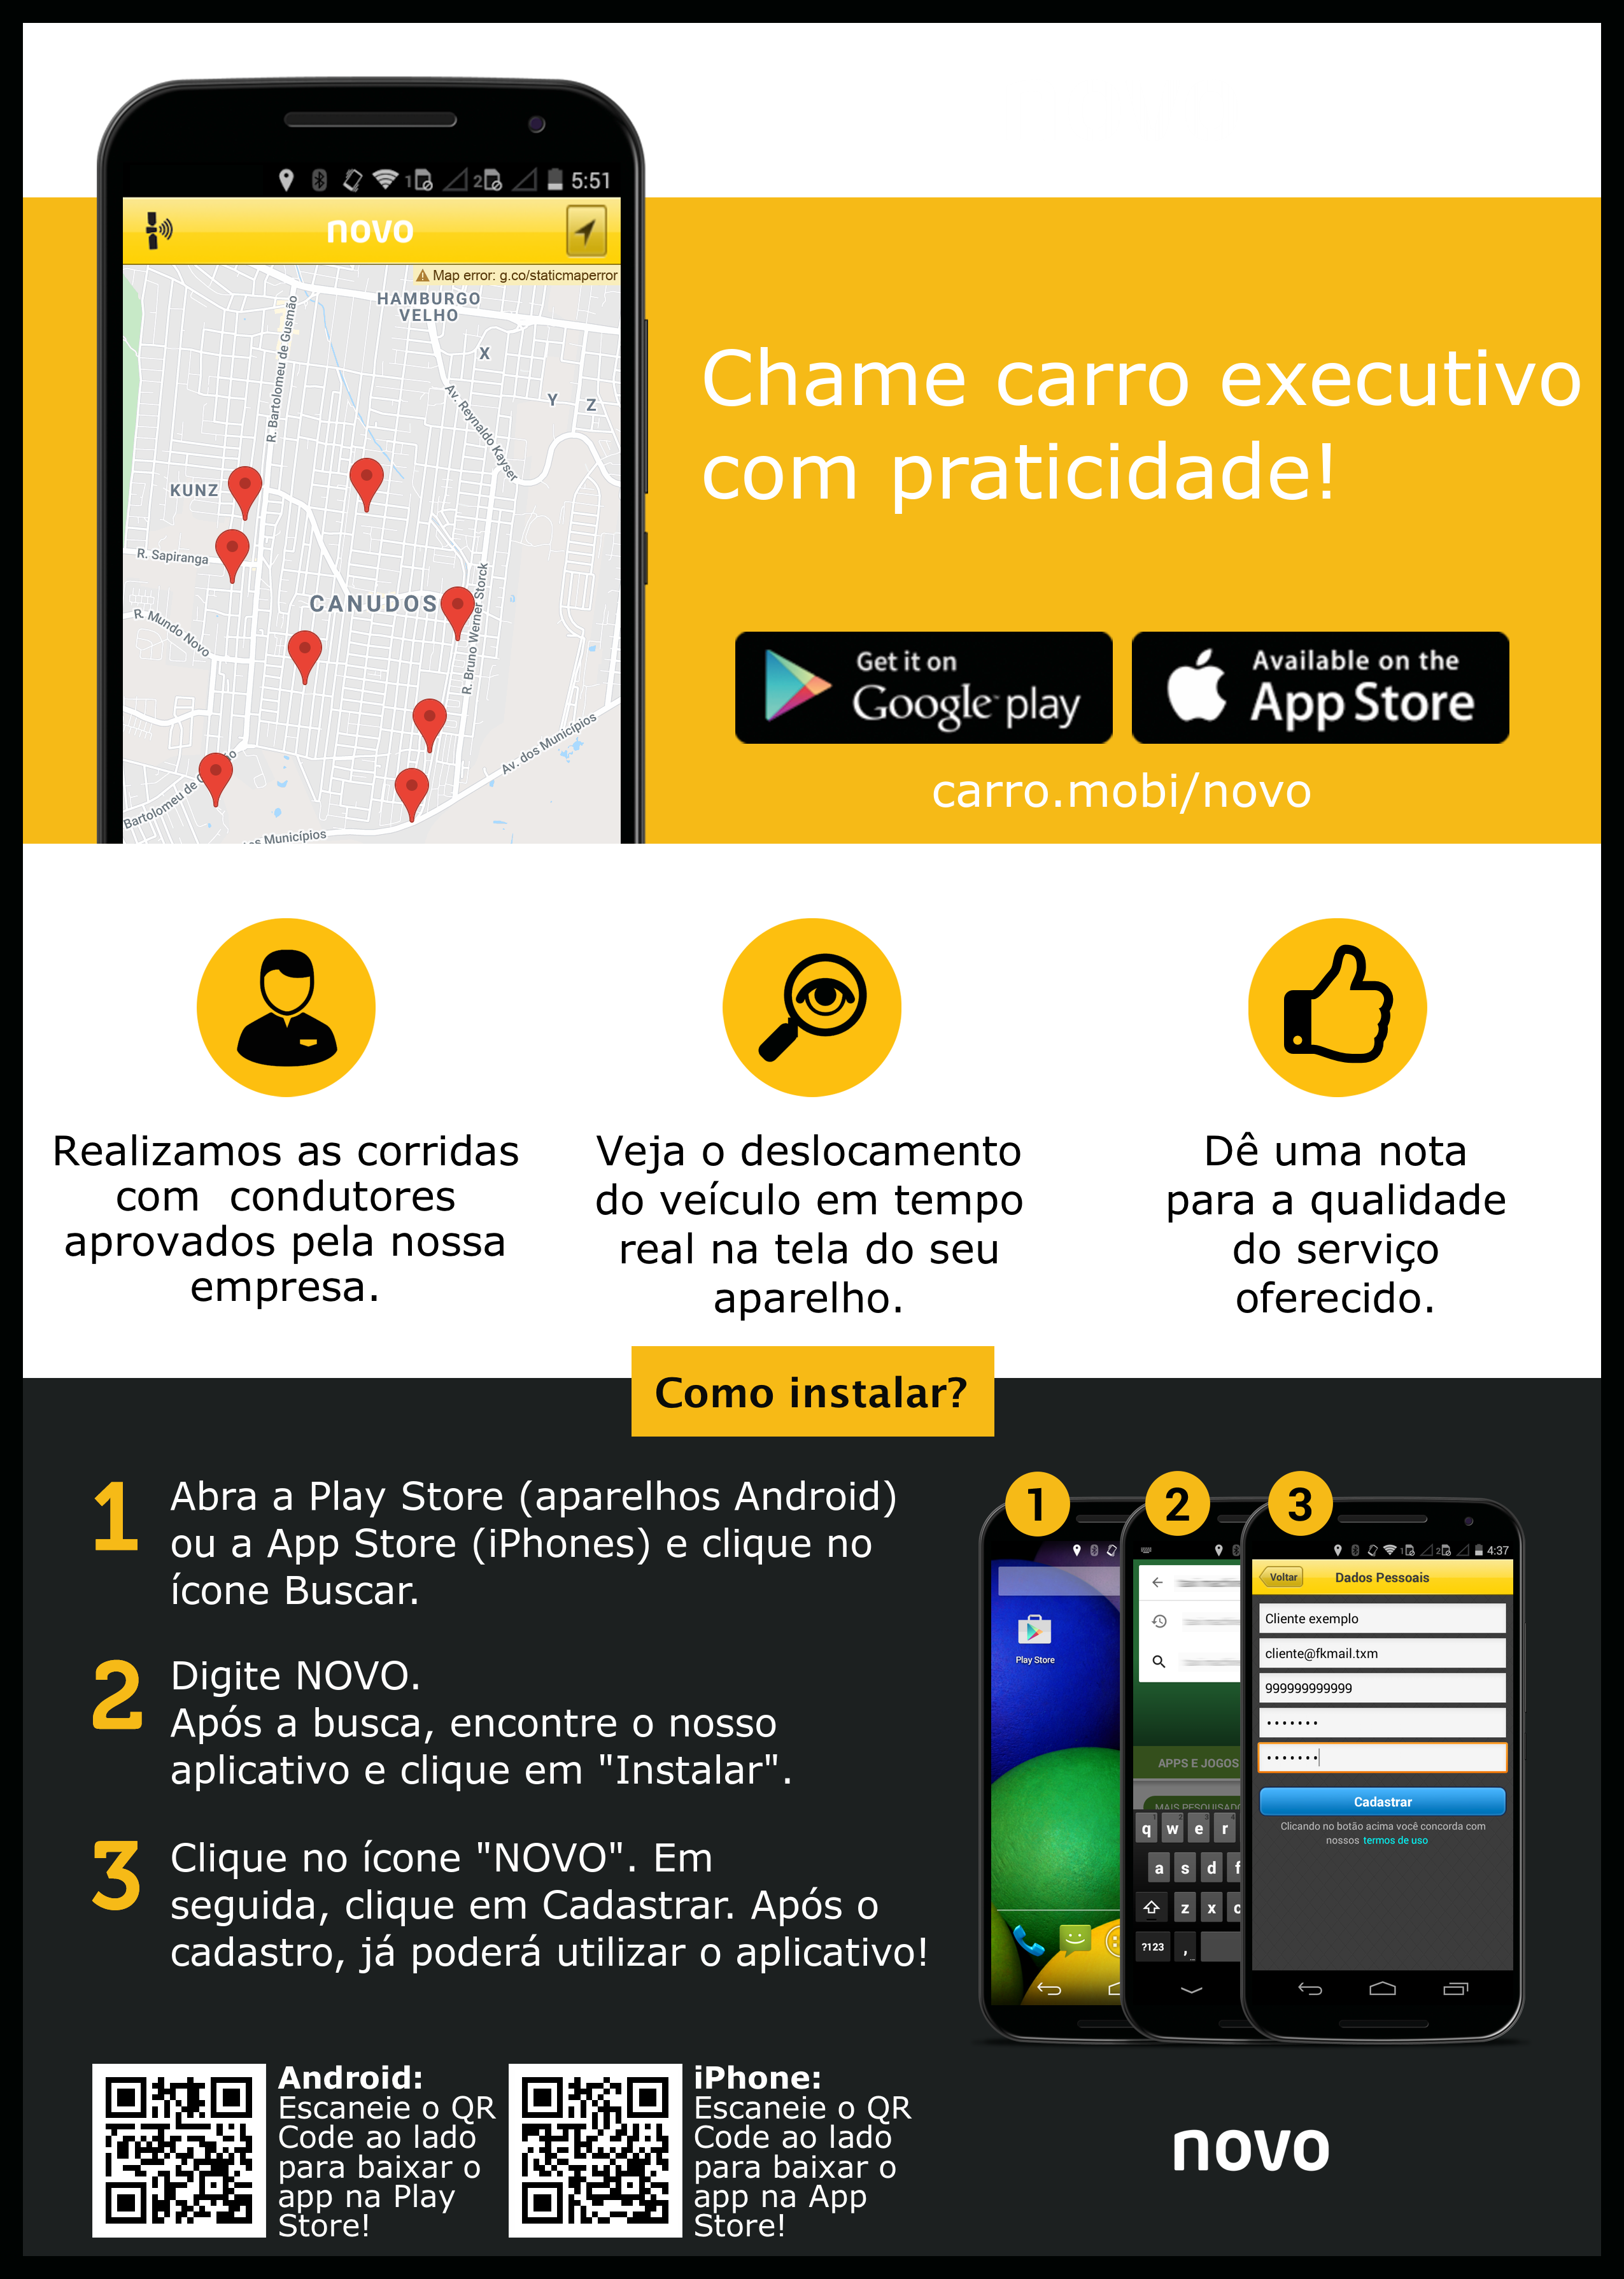 5:51
novo
Map error: g.co/staticmaperror
HAMBURGO
VELHO
R. Bartolomeu de Gusmão
X
Av. Reynaldo Kayser
Y
Z
KUNZ
R. Sapiranga
CANUDOS
R. Mundo Novo
R. Bruno Werner Storck
Av. dos Municípios
Bartolomeu de
Municípios
Chame carro executivo
com praticidade!
Get it on
Google play
Available on the
App Store
carro.mobi/novo
Realizamos as corridas
com condutores
aprovados pela nossa
empresa.
Veja o deslocamento
do veículo em tempo
real na tela do seu
aparelho.
Dê uma nota
para a qualidade
do serviço
oferecido.
Como instalar?
1
Abra a Play Store (aparelhos Android)
ou a App Store (iPhones) e clique no
ícone Buscar.
2
Digite NOVO.
Após a busca, encontre o nosso
aplicativo e clique em "Instalar".
3
Clique no ícone "NOVO". Em
seguida, clique em Cadastrar. Após o
cadastro, já poderá utilizar o aplicativo!
1
Play Store
2
APPS E JOGOS
MAIS PESQUISAD
q w e r
a s d f
z x c
?123 ,
3
4:37
Voltar
Dados Pessoais
Cliente exemplo
cliente@fkmail.txm
999999999999
Cadastrar
Clicando no botão acima você concorda com
nossos termos de uso
Android:
Escaneie o QR
Code ao lado
para baixar o
app na Play
Store!
iPhone:
Escaneie o QR
Code ao lado
para baixar o
app na App
Store!
novo